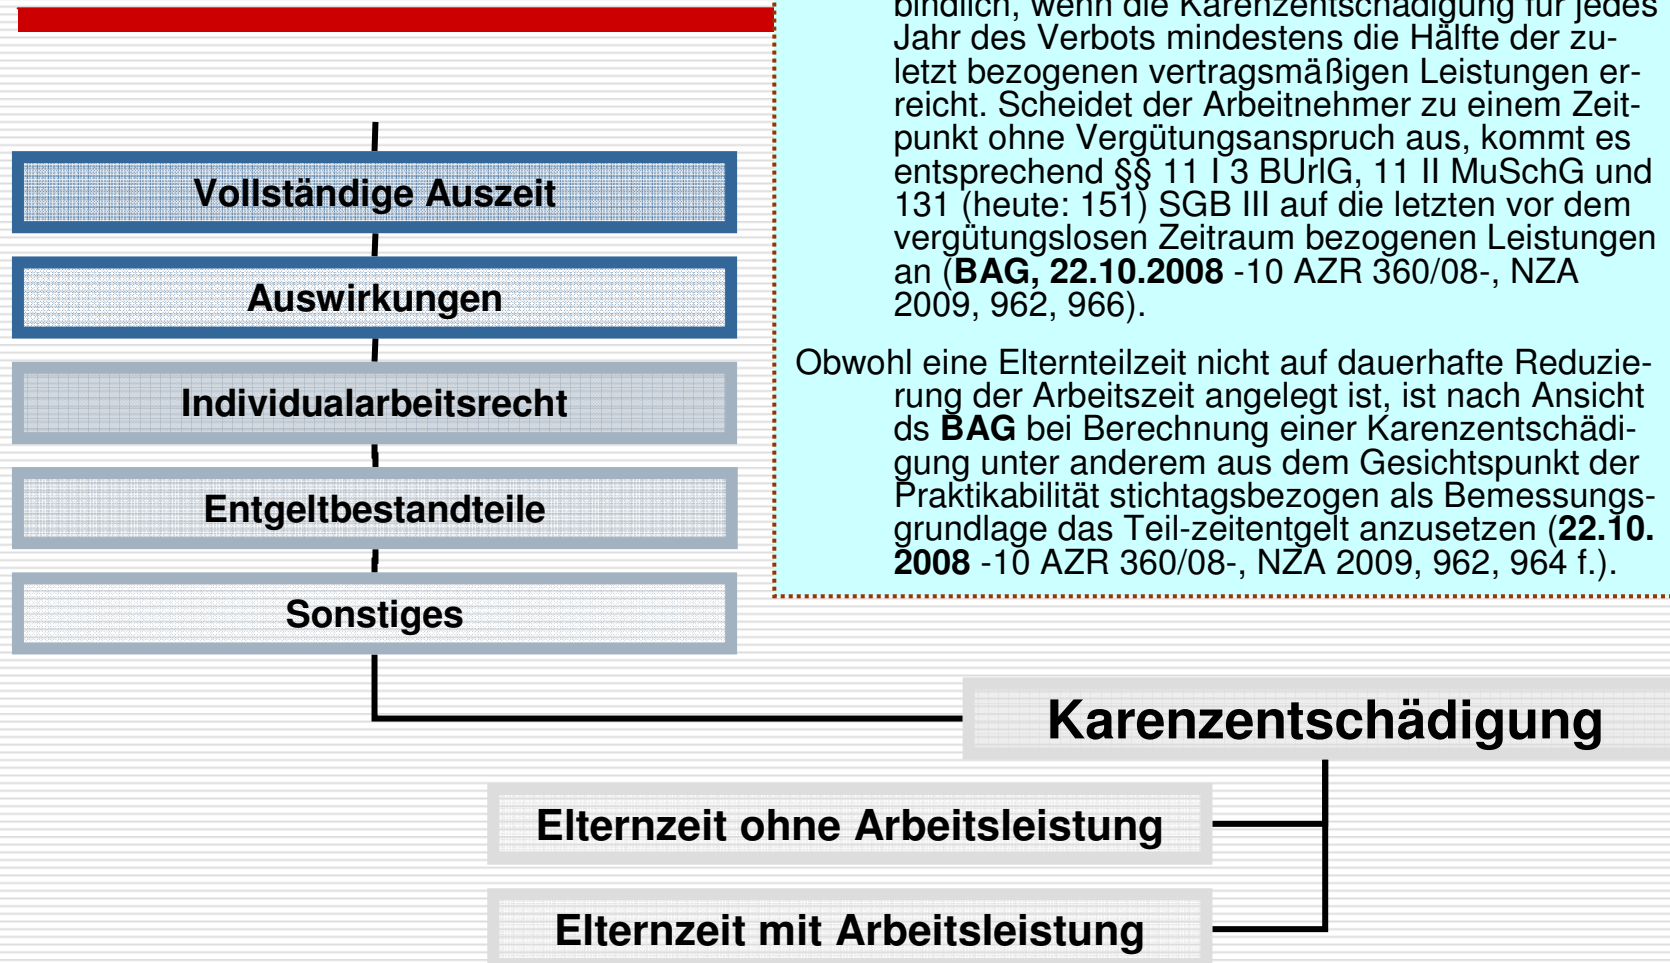 bindlich, wenn die Karenzentschädigung für jedes
Jahr des Verbots mindestens die Hälfte der zu-
letzt bezogenen vertragsmäßigen Leistungen er-
reicht. Scheidet der Arbeitnehmer zu einem Zeit-
punkt ohne Vergütungsanspruch aus, kommt es
entsprechend §§ 11 I 3 BUrlG, 11 II MuSchG und
131 (heute: 151) SGB III auf die letzten vor dem
vergütungslosen Zeitraum bezogenen Leistungen
an (BAG, 22.10.2008 -10 AZR 360/08-, NZA
2009, 962, 966).
Obwohl eine Elternteilzeit nicht auf dauerhafte Reduzie-
rung der Arbeitszeit angelegt ist, ist nach Ansicht
ds BAG bei Berechnung einer Karenzentschädi-
gung unter anderem aus dem Gesichtspunkt der
Praktikabilität stichtagsbezogen als Bemessungs-
grundlage das Teil-zeitentgelt anzusetzen (22.10.
2008 -10 AZR 360/08-, NZA 2009, 962, 964 f.).
Vollständige Auszeit
Auswirkungen
Individualarbeitsrecht
Entgeltbestandteile
Sonstiges
Karenzentschädigung
Elternzeit ohne Arbeitsleistung
Elternzeit mit Arbeitsleistung